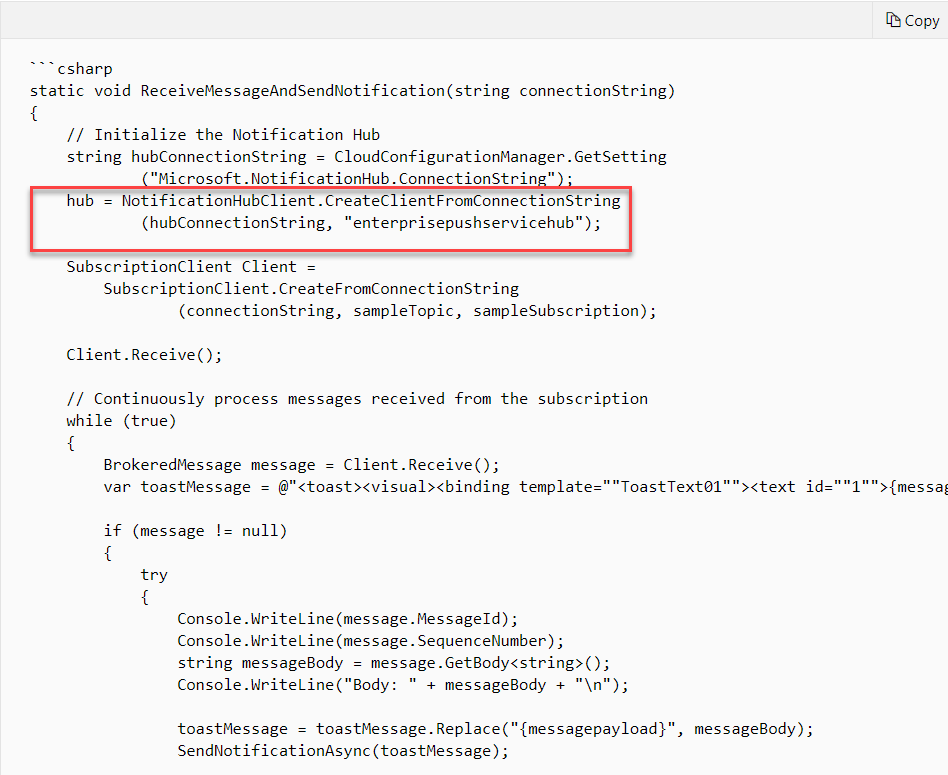 Copy
```csharp
static void ReceiveMessageAndSendNotification(string connectionString)
{
    // Initialize the Notification Hub
    string hubConnectionString = CloudConfigurationManager.GetSetting
            ("Microsoft.NotificationHub.ConnectionString");
    hub = NotificationHubClient.CreateClientFromConnectionString
            (hubConnectionString, "enterprisepushservicehub");
    SubscriptionClient Client =
        SubscriptionClient.CreateFromConnectionString
                (connectionString, sampleTopic, sampleSubscription);
    Client.Receive();
    // Continuously process messages received from the subscription
    while (true)
    {
        BrokeredMessage message = Client.Receive();
        var toastMessage = @"<toast><visual><binding template=""ToastText01""><text id=""1"">{messag
        if (message != null)
        {
            try
            {
                Console.WriteLine(message.MessageId);
                Console.WriteLine(message.SequenceNumber);
                string messageBody = message.GetBody<string>();
                Console.WriteLine("Body: " + messageBody + "\n");
                toastMessage = toastMessage.Replace("{messagepayload}", messageBody);
                SendNotificationAsync(toastMessage);